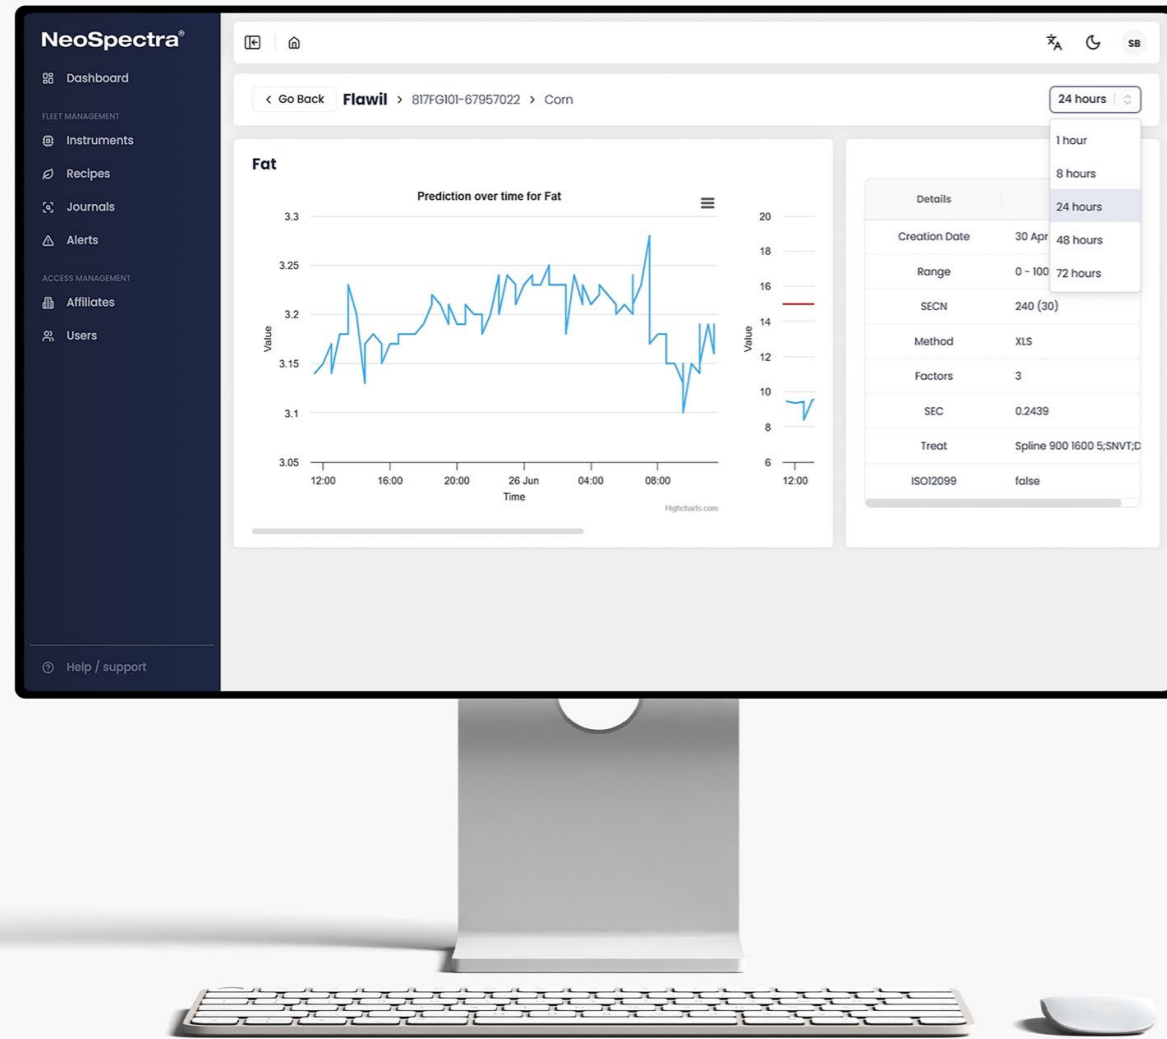 NeoSpectra®
Dashboard
FLEET MANAGEMENT
Instruments
Recipes
Journals
Alerts
ACCESS MANAGEMENT
Affiliates
Users
Help / support
SB
< Go Back Flawil > 817FG101-67957022 > Corn
24 hours
1 hour
8 hours
24 hours
48 hours
72 hours
Fat
Prediction over time for Fat
3.3
3.25
3.2
3.15
3.1
3.05
Value
12:00 16:00 20:00 26 Jun 04:00 08:00
Time
Highcharts.com
20
18
16
14
12
10
8
6
Value
12:00
Details
Creation Date 30 Apr
Range 0 - 100
SECN 240 (30)
Method XLS
Factors 3
SEC 0.2439
Treat Spline 900 1600 5;SNVT;D
ISO12099 false